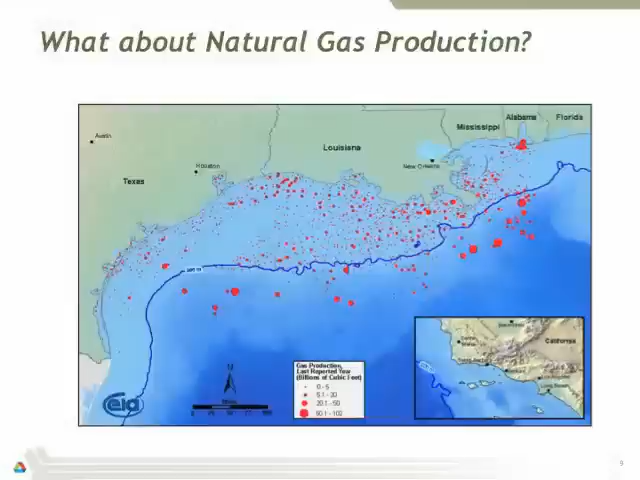 What about Natural Gas Production?
Alabama
Florida
Mississippi
Austin
Louisiana
Houston
New Orleans
Texas
California
Gas Production,
Last Reported Year
(Billions of Cubic Feet)
0 - 5
5.1 - 20
20.1 - 50
50.1 - 102
N
Miles
eia
Long Beach
9